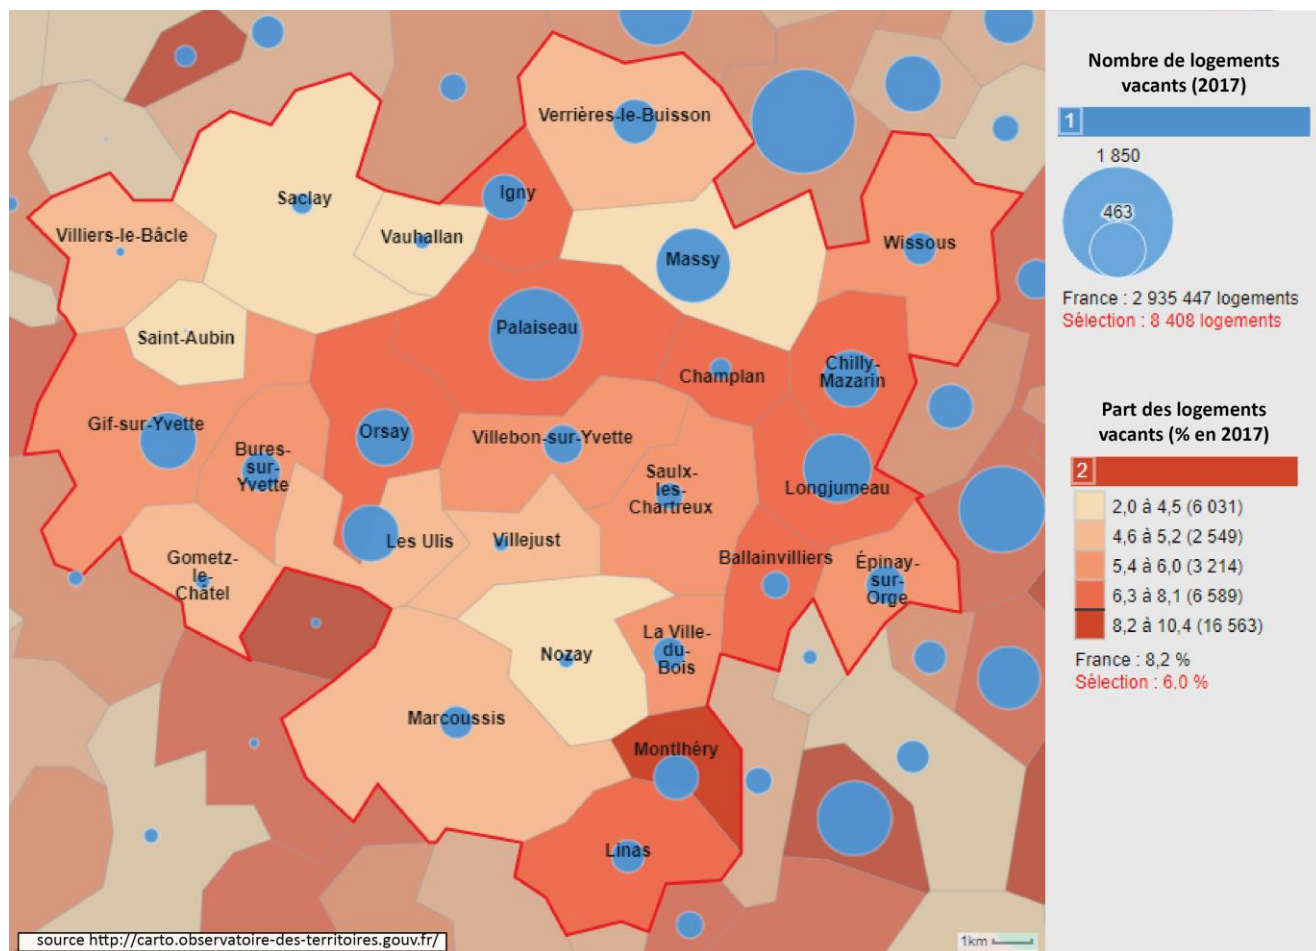 Verrières-le-Buisson
Igny
Saclay
Vauhallan
Villiers-le-Bâcle
Wissous
Massy
Palaiseau
Saint-Aubin
Champlan
Chilly-
Mazarin
Gif-sur-Yvette
Orsay
Villebon-sur-Yvette
Bures-
sur-
Yvette
Saulx-
les-
Chartreux
Longjumeau
Les Ulis
Villejust
Ballainvilliers
Épinay-
sur-
Orge
Gometz-
le-
Châtel
La Ville-
du-
Bois
Nozay
Marcoussis
Montlhéry
Linas
source http://carto.observatoire-des-territoires.gouv.fr/
1km
Nombre de logements
vacants (2017)
1
1 850
463
France : 2 935 447 logements
Sélection : 8 408 logements
Part des logements
vacants (% en 2017)
2
2,0 à 4,5 (6 031)
4,6 à 5,2 (2 549)
5,4 à 6,0 (3 214)
6,3 à 8,1 (6 589)
8,2 à 10,4 (16 563)
France : 8,2 %
Sélection : 6,0 %